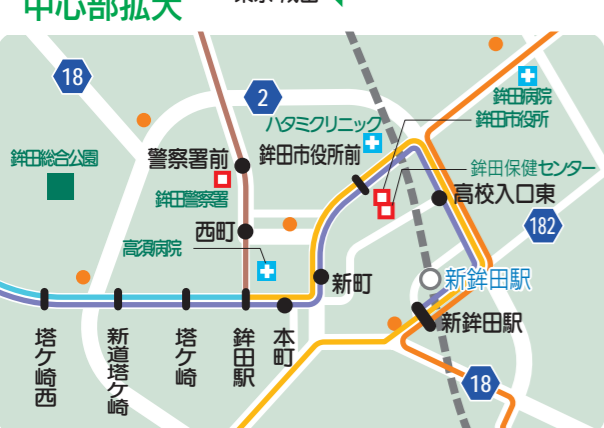 中心部拡大
18
2
ハタミクリニック
鉾田病院
鉾田市役所
鉾田総合公園
警察署前
鉾田市役所前
鉾田保健センター
鉾田警察署
高校入口東
西町
182
高須病院
新町
新鉾田駅
新鉾田駅
塔ケ崎西
新道塔ケ崎
塔ケ崎
鉾田駅
本町
18